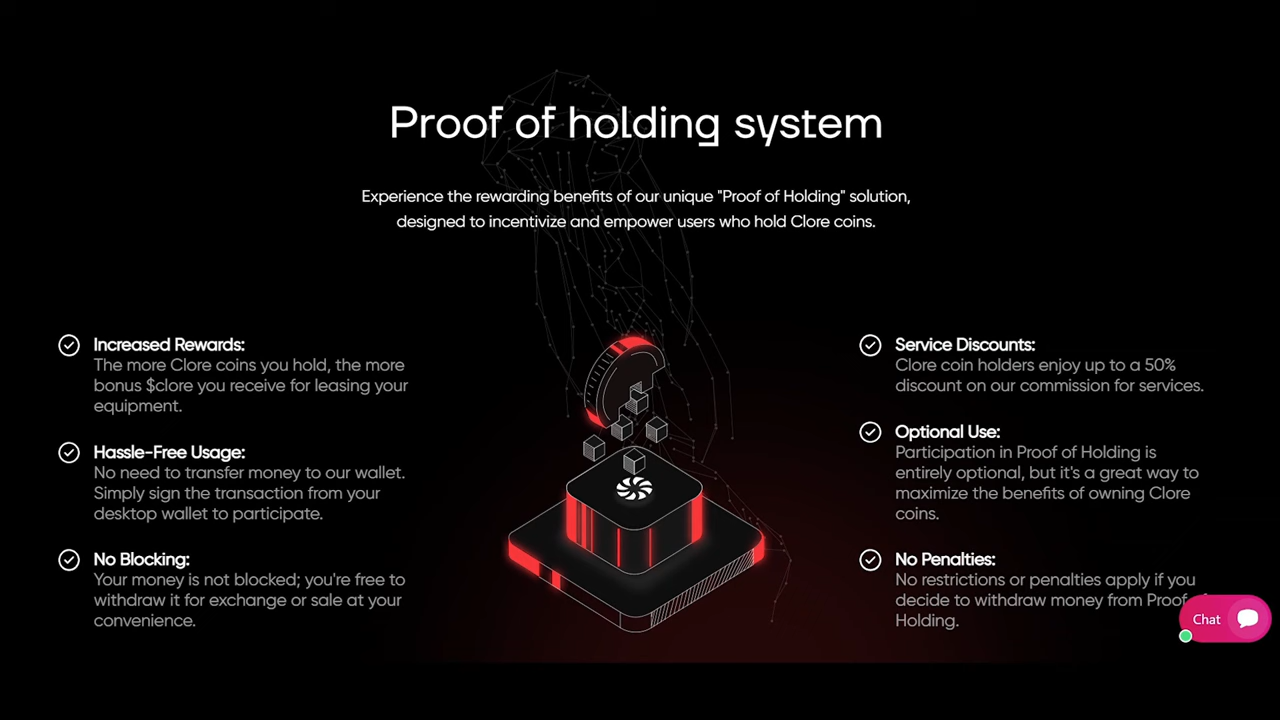 Proof of holding system
Experience the rewarding benefits of our unique "Proof of Holding" solution,
designed to incentivize and empower users who hold Clore coins.
Increased Rewards:
The more Clore coins you hold, the more
bonus $clore you receive for leasing your
equipment.
Hassle-Free Usage:
No need to transfer money to our wallet.
Simply sign the transaction from your
desktop wallet to participate.
No Blocking:
Your money is not blocked; you're free to
withdraw it for exchange or sale at your
convenience.
Service Discounts:
Clore coin holders enjoy up to a 50%
discount on our commission for services.
Optional Use:
Participation in Proof of Holding is
entirely optional, but it's a great way to
maximize the benefits of owning Clore
coins.
No Penalties:
No restrictions or penalties apply if you
decide to withdraw money from Proof
Holding.
Chat